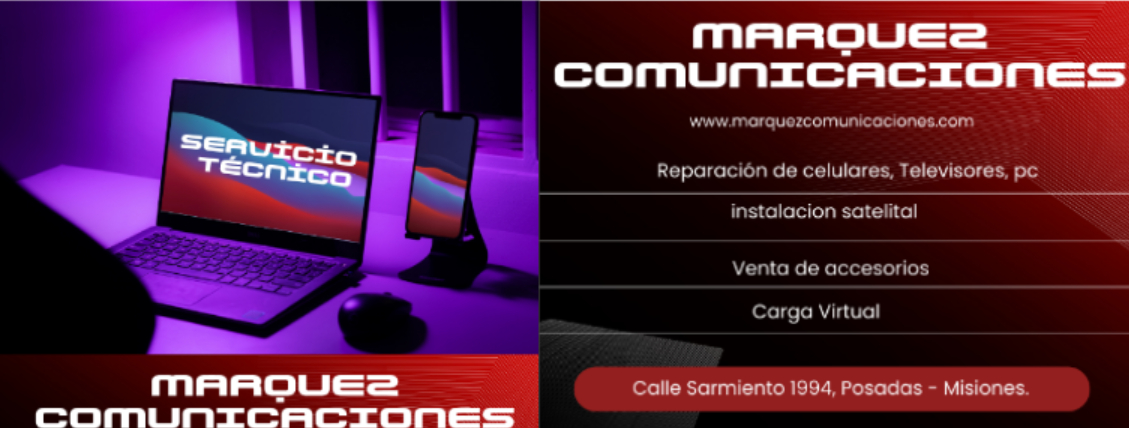 SERVICIO
TÉCNICO
MARQUEZ
COMUNICACIONES
MARQUEZ
COMUNICACIONES
www.marquezcomunicaciones.com
Reparación de celulares, Televisores, pc
instalacion satelital
Venta de accesorios
Carga Virtual
Calle Sarmiento 1994, Posadas - Misiones.